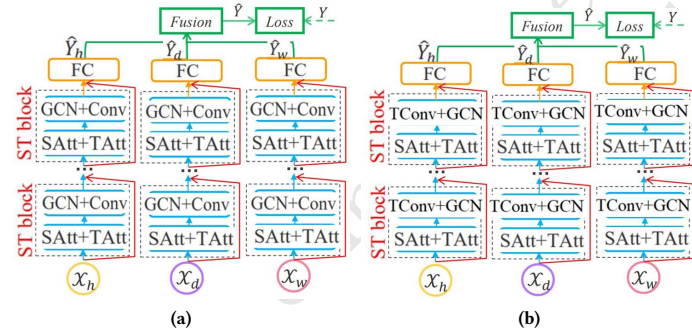 Fusion Ŷ Loss Y
Ŷh Ŷd Ŷw
FC FC FC
ST block
GCN+Conv GCN+Conv GCN+Conv
SAtt+TAtt SAtt+TAtt SAtt+TAtt
... ... ...
ST block
GCN+Conv GCN+Conv GCN+Conv
SAtt+TAtt SAtt+TAtt SAtt+TAtt
𝒳h 𝒳d 𝒳w
(a)
Fusion Ŷ Loss Y
Ŷh Ŷd Ŷw
FC FC FC
ST block
TConv+GCN TConv+GCN TConv+GCN
SAtt+TAtt SAtt+TAtt SAtt+TAtt
... ... ...
ST block
TConv+GCN TConv+GCN TConv+GCN
SAtt+TAtt SAtt+TAtt SAtt+TAtt
𝒳h 𝒳d 𝒳w
(b)